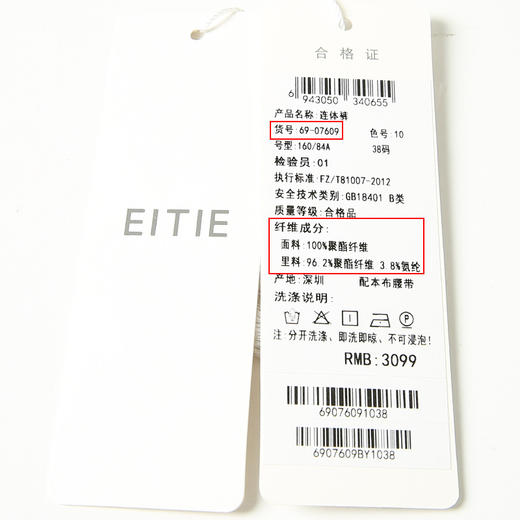 EITIE
合格证
6 943050 340655
产品名称:连体裤
货号:69-07609 色号:10
号型:160/84A 38码
检验员:01
执行标准:FZ/T81007-2012
安全技术类别:GB18401 B类
质量等级:合格品
纤维成分:
面料:100%聚酯纤维
里料:96.2%聚酯纤维 3.8%氨纶
产地:深圳 配本布腰带
洗涤说明:
注:分开洗涤、即洗即晾、不可浸泡!
RMB:3099
69076091038
6907609BY1038